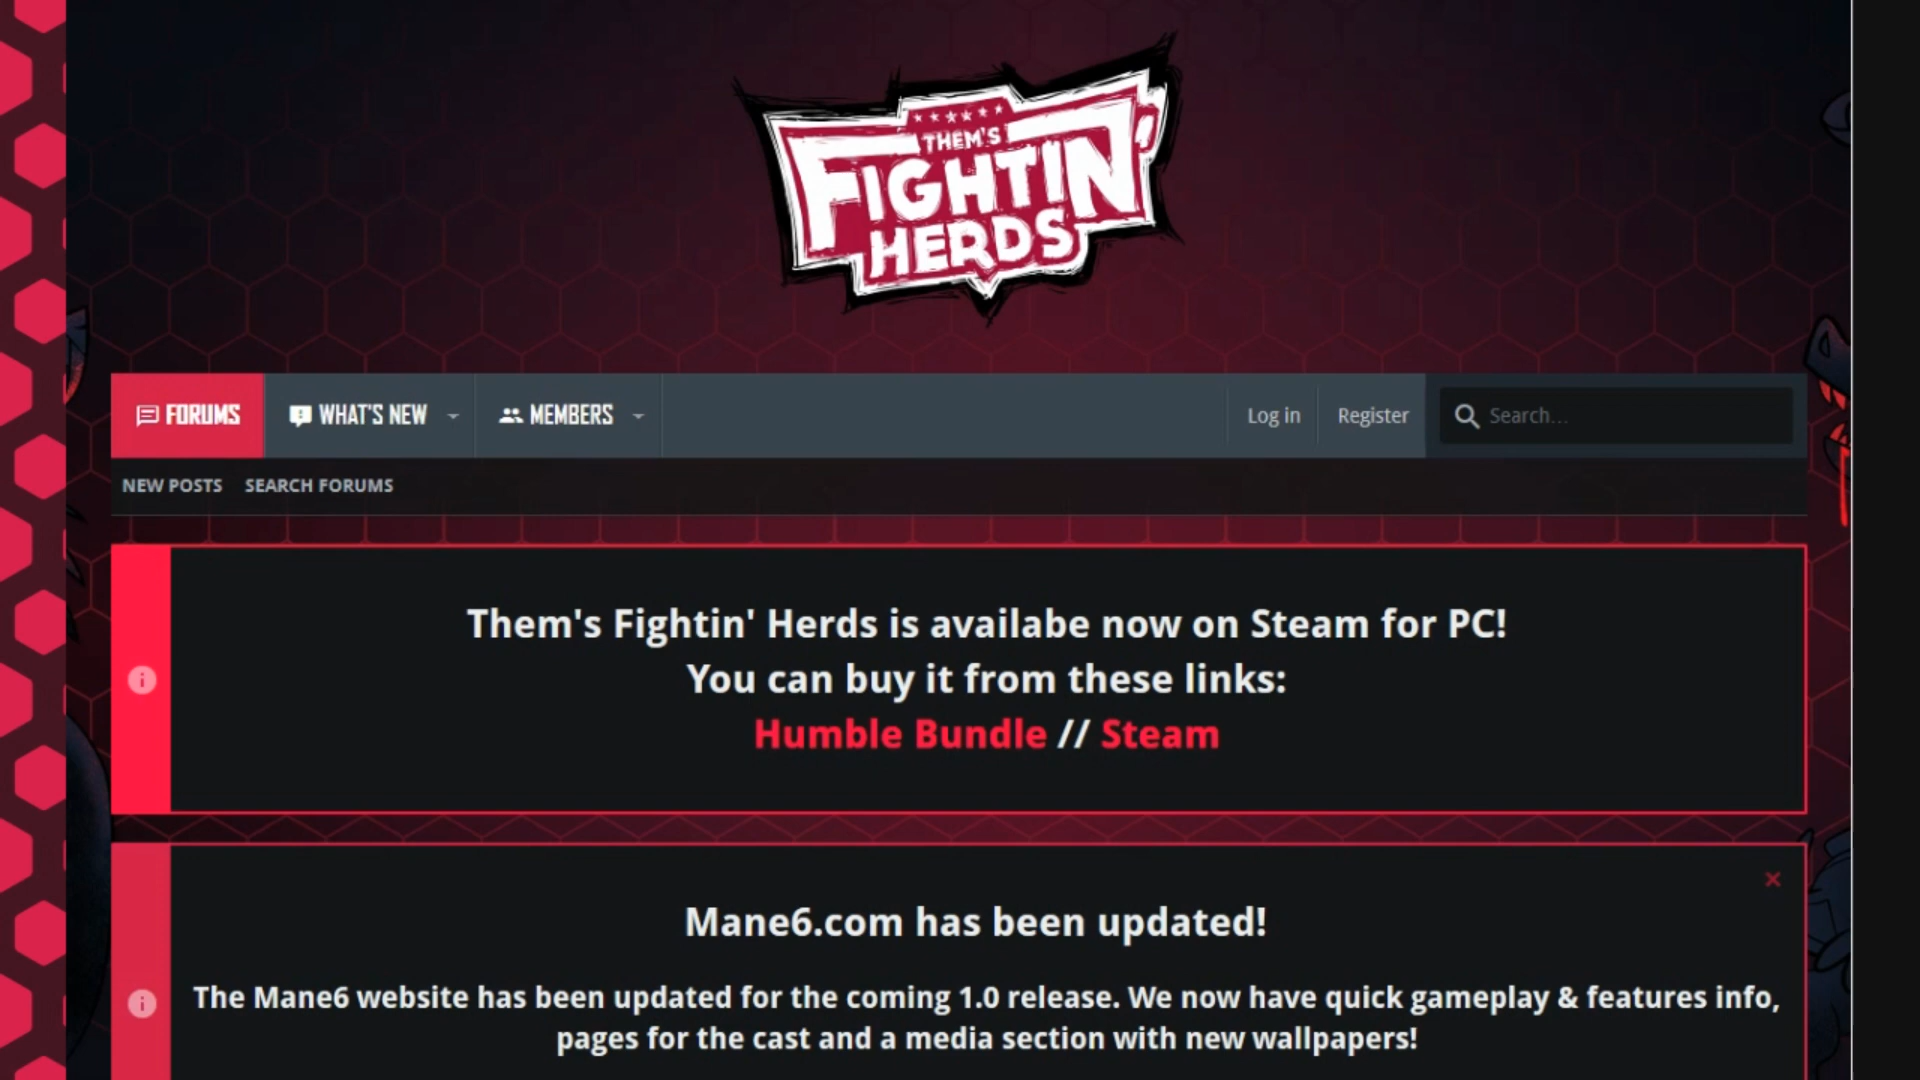 THEM'S
FIGHTIN'
HERDS
FORUMS WHAT'S NEW MEMBERS Log in Register Search...
NEW POSTS SEARCH FORUMS
Them's Fightin' Herds is availabe now on Steam for PC!
You can buy it from these links:
Humble Bundle // Steam
Mane6.com has been updated!
The Mane6 website has been updated for the coming 1.0 release. We now have quick gameplay & features info,
pages for the cast and a media section with new wallpapers!